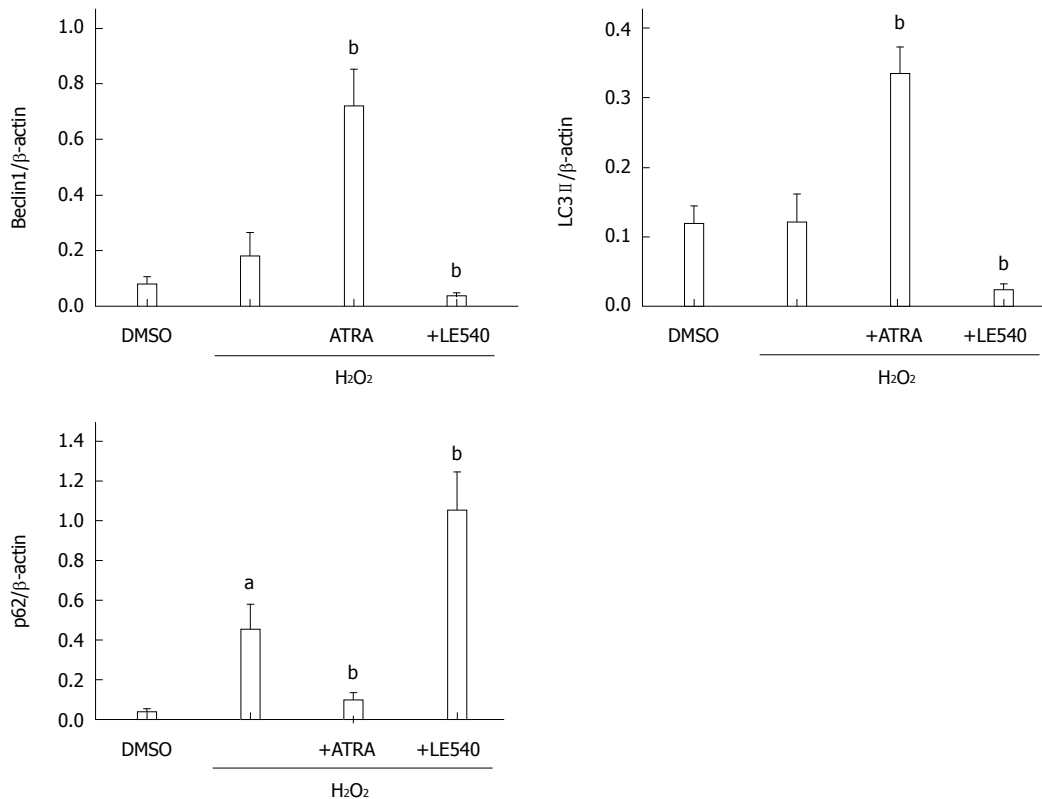 Beclin1/β-actin
1.0
0.8
0.6
0.4
0.2
0.0
b
b
DMSO ATRA +LE540
H₂O₂
LC3Ⅱ/β-actin
0.4
0.3
0.2
0.1
0.0
b
b
DMSO +ATRA +LE540
H₂O₂
p62/β-actin
1.4
1.2
1.0
0.8
0.6
0.4
0.2
0.0
a
b
b
DMSO +ATRA +LE540
H₂O₂